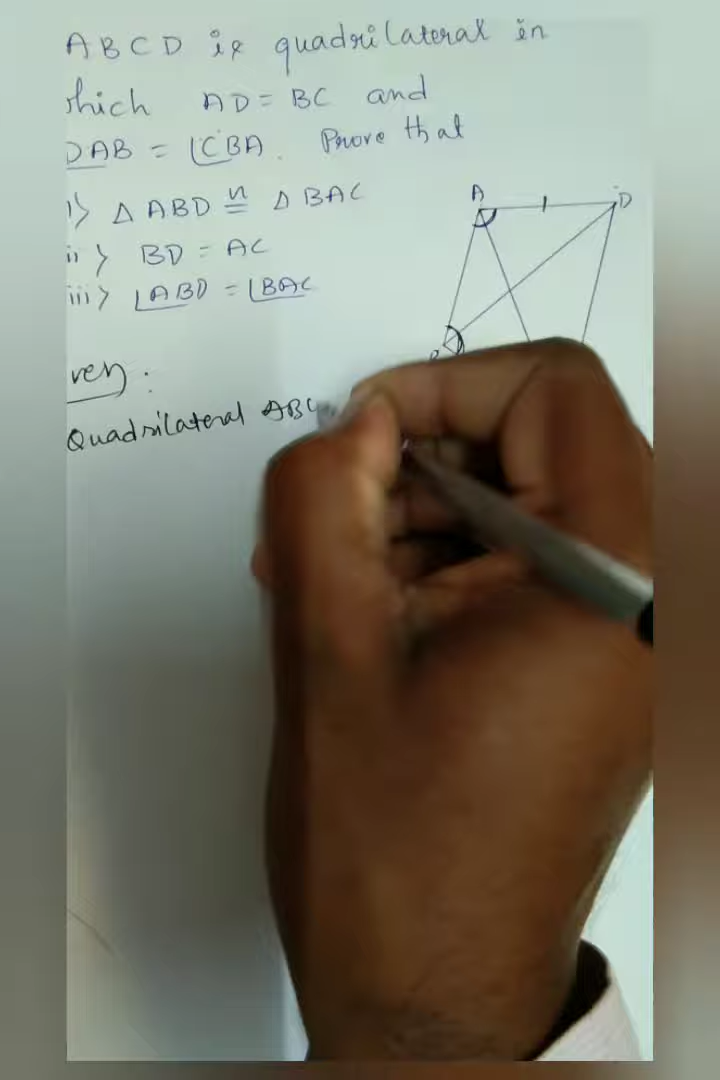 ABCD is quadrilateral in
which AD = BC and
DAB = ∠CBA. Prove that
i) Δ ABD ≅ Δ BAC
ii) BD = AC
iii) ∠ABD = ∠BAC
A D
B
ven :
Quadrilateral ABC